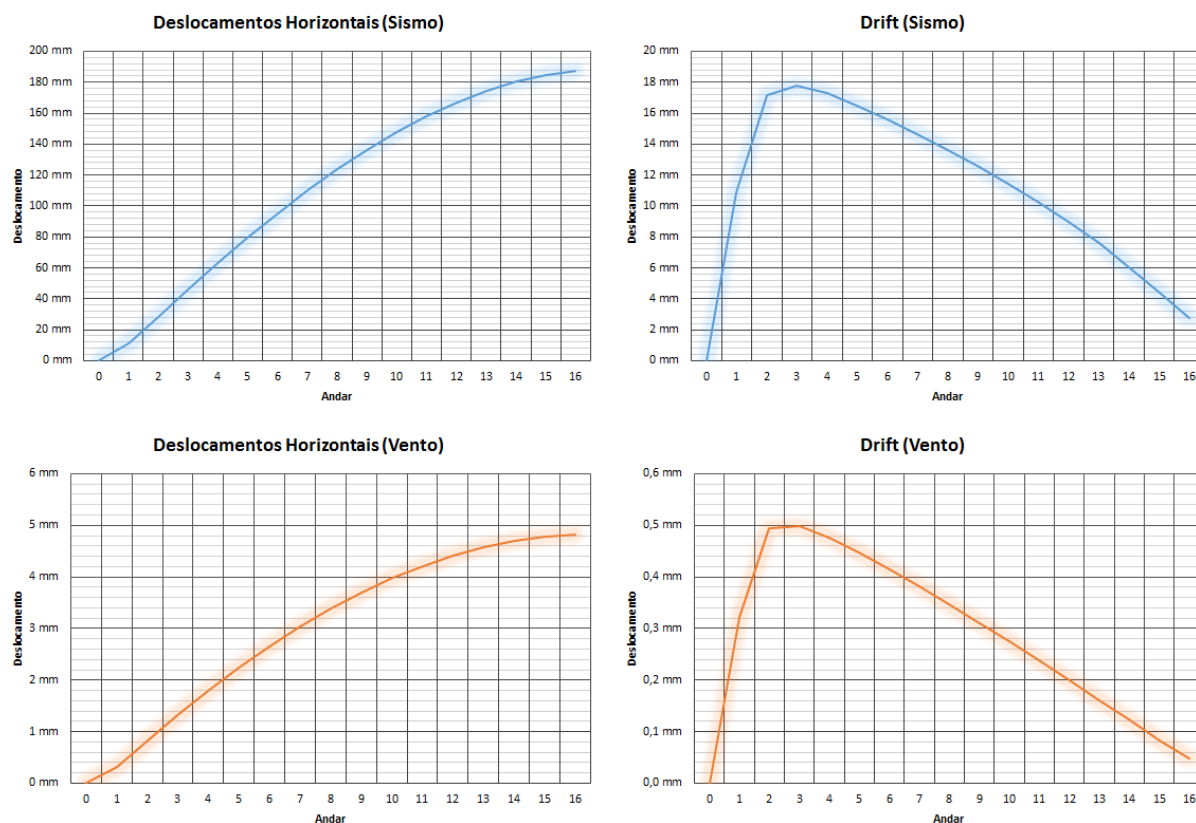 Deslocamentos Horizontais (Sismo)
200 mm
180 mm
160 mm
140 mm
120 mm
100 mm
80 mm
60 mm
40 mm
20 mm
0 mm
Deslocamento
0 1 2 3 4 5 6 7 8 9 10 11 12 13 14 15 16
Andar
Drift (Sismo)
20 mm
18 mm
16 mm
14 mm
12 mm
10 mm
8 mm
6 mm
4 mm
2 mm
0 mm
Deslocamento
0 1 2 3 4 5 6 7 8 9 10 11 12 13 14 15 16
Andar
Deslocamentos Horizontais (Vento)
6 mm
5 mm
4 mm
3 mm
2 mm
1 mm
0 mm
Deslocamento
0 1 2 3 4 5 6 7 8 9 10 11 12 13 14 15 16
Andar
Drift (Vento)
0,6 mm
0,5 mm
0,4 mm
0,3 mm
0,2 mm
0,1 mm
0,0 mm
Deslocamento
0 1 2 3 4 5 6 7 8 9 10 11 12 13 14 15 16
Andar